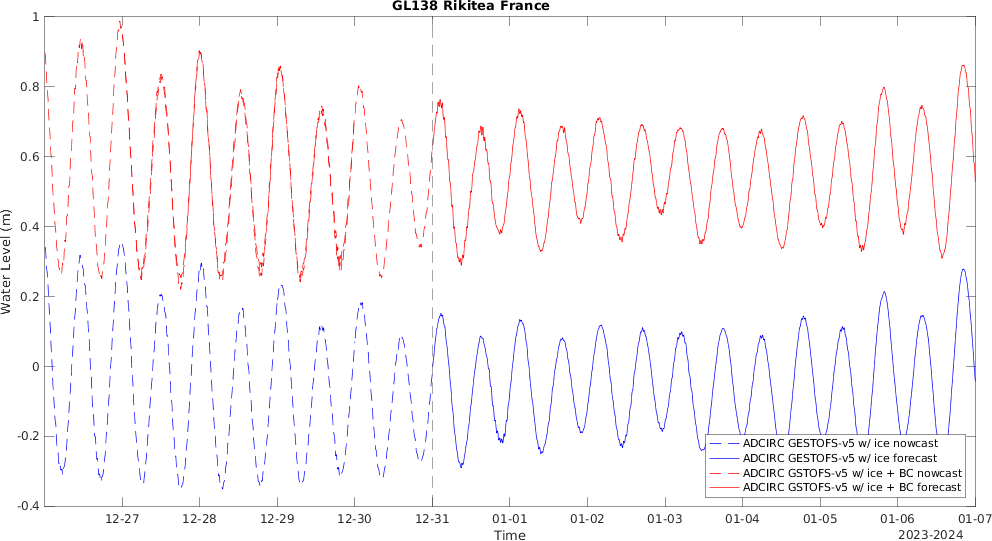 GL138 Rikitea France
1
0.8
0.6
0.4
0.2
0
-0.2
-0.4
Water Level (m)
ADCIRC GESTOFS-v5 w/ ice nowcast
ADCIRC GESTOFS-v5 w/ ice forecast
ADCIRC GSTOFS-v5 w/ ice + BC nowcast
ADCIRC GSTOFS-v5 w/ ice + BC forecast
12-27 12-28 12-29 12-30 12-31 01-01 01-02 01-03 01-04 01-05 01-06 01-07
Time
2023-2024